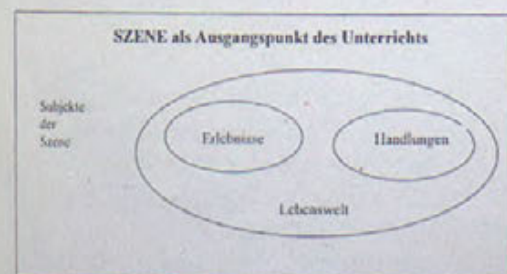 SZENE als Ausgangspunkt des Unterrichts
Subjekte
der
Szene
Erlebnisse
Handlungen
Lebenswelt